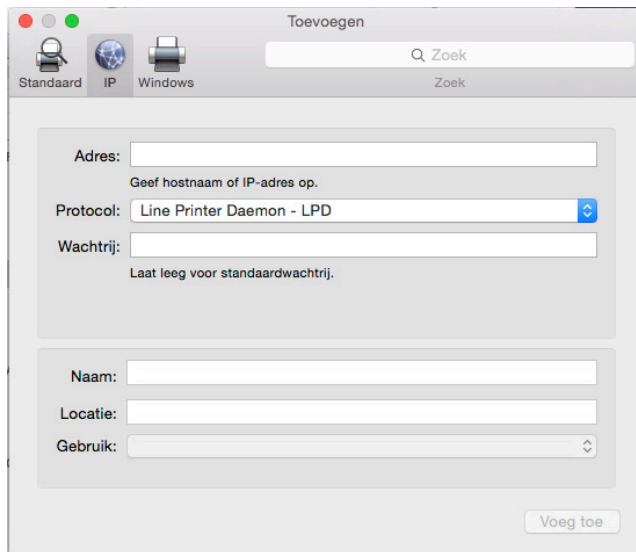 Toevoegen
Zoek
Standaard IP Windows Zoek
Adres:
Geef hostnaam of IP-adres op.
Protocol: Line Printer Daemon - LPD
Wachtrij:
Laat leeg voor standaardwachtrij.
Naam:
Locatie:
Gebruik:
Voeg toe